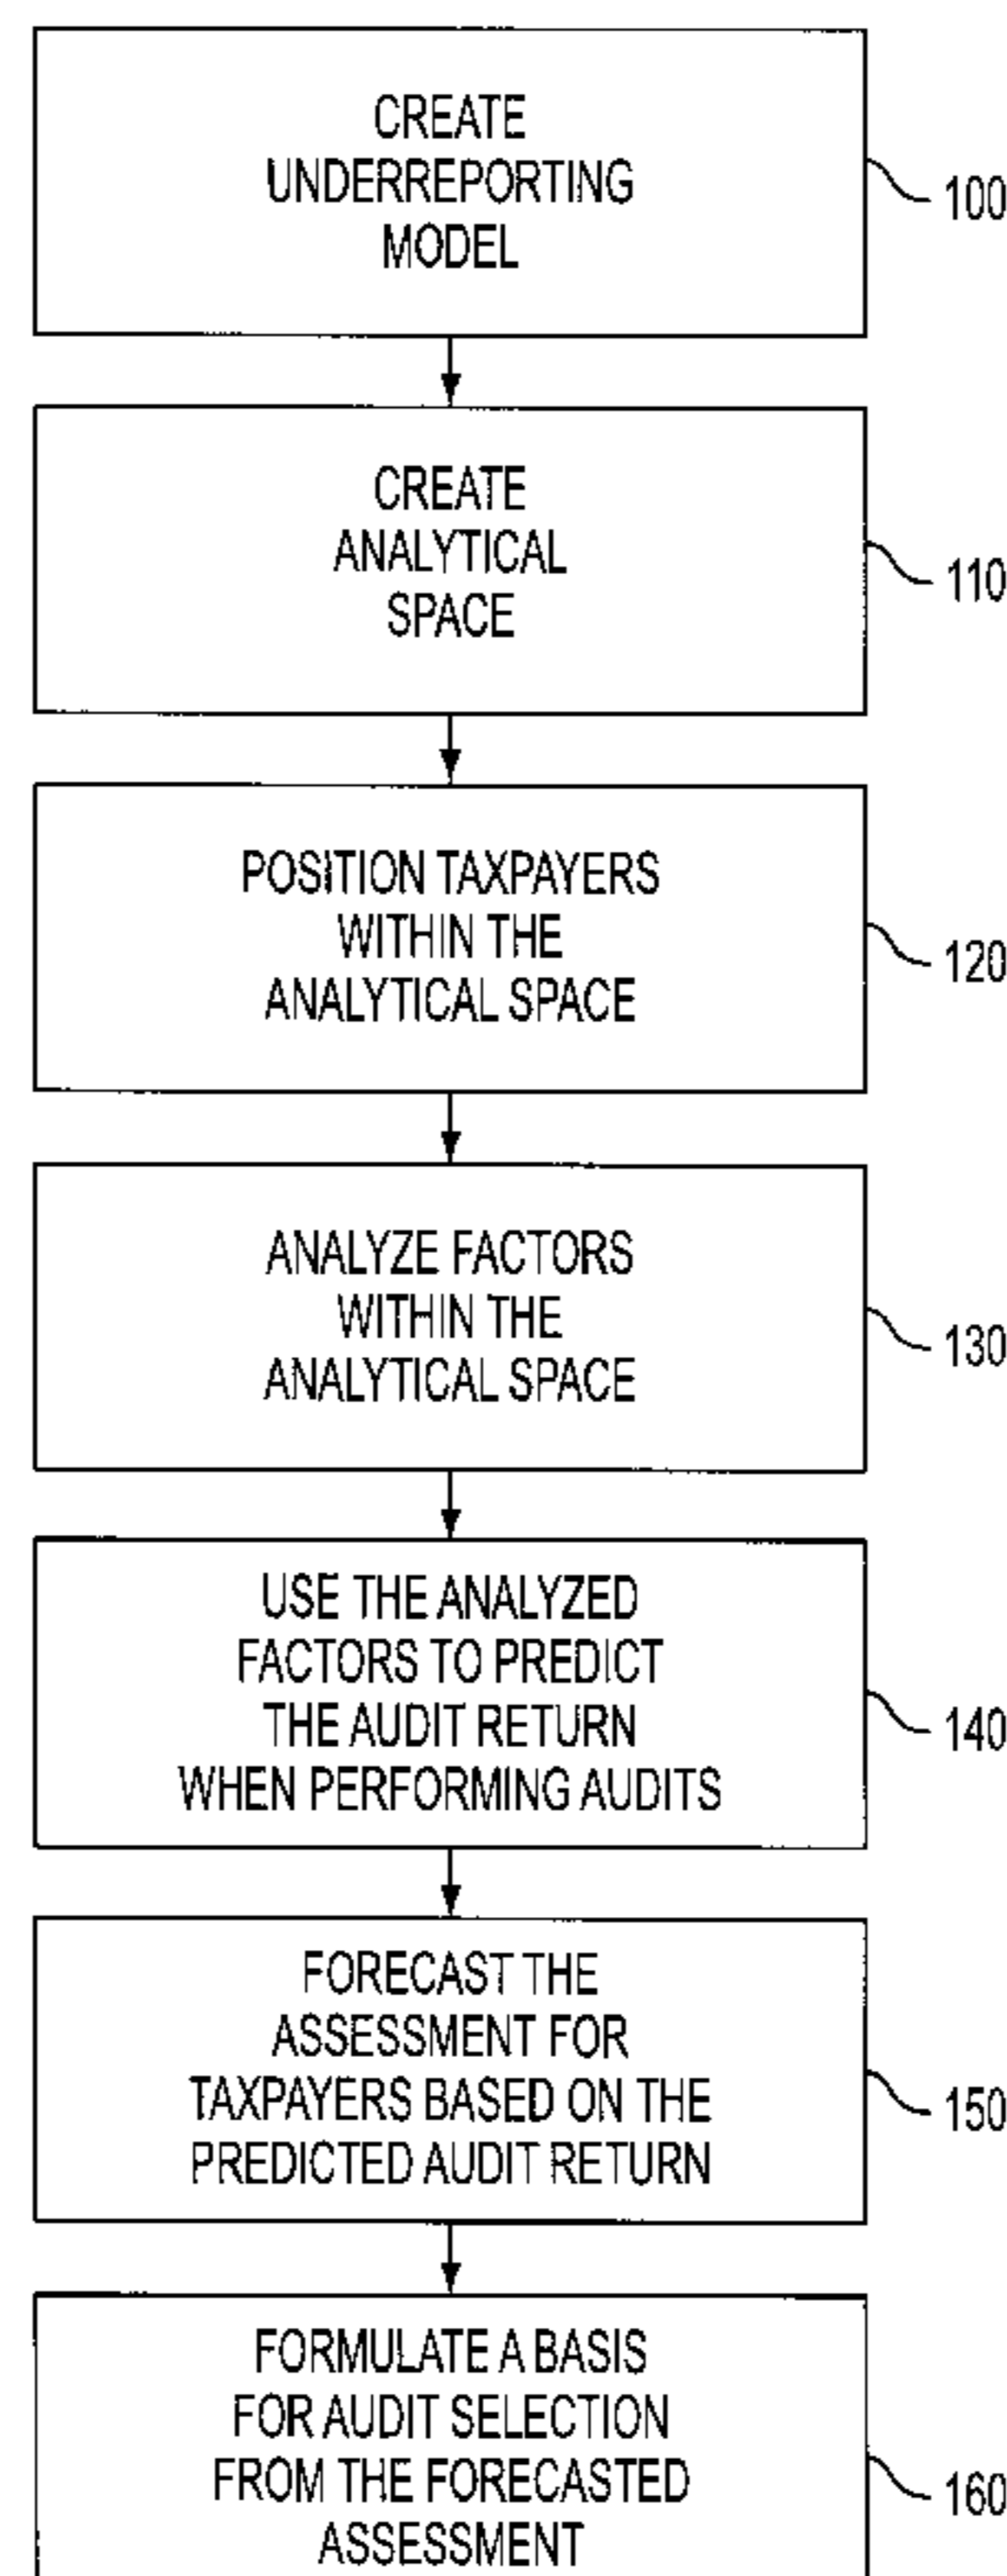 CREATE
UNDERREPORTING
MODEL
100
CREATE
ANALYTICAL
SPACE
110
POSITION TAXPAYERS
WITHIN THE
ANALYTICAL SPACE
120
ANALYZE FACTORS
WITHIN THE
ANALYTICAL SPACE
130
USE THE ANALYZED
FACTORS TO PREDICT
THE AUDIT RETURN
WHEN PERFORMING AUDITS
140
FORECAST THE
ASSESSMENT FOR
TAXPAYERS BASED ON THE
PREDICTED AUDIT RETURN
150
FORMULATE A BASIS
FOR AUDIT SELECTION
FROM THE FORECASTED
ASSESSMENT
160